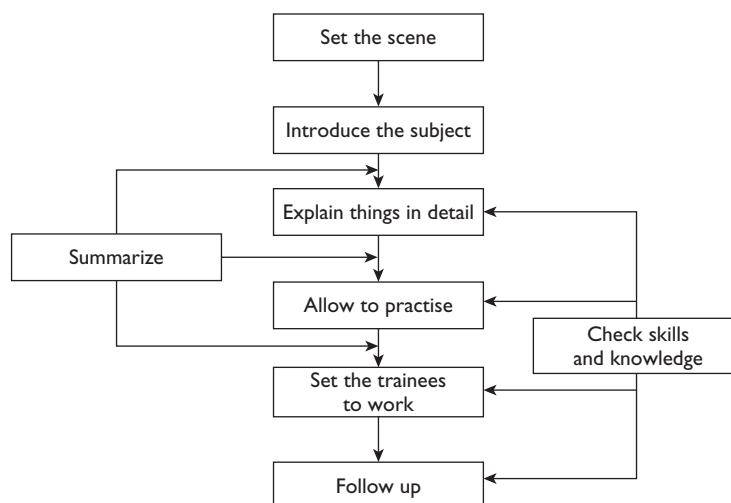 Set the scene
Introduce the subject
Explain things in detail
Summarize
Allow to practise
Check skills
and knowledge
Set the trainees
to work
Follow up